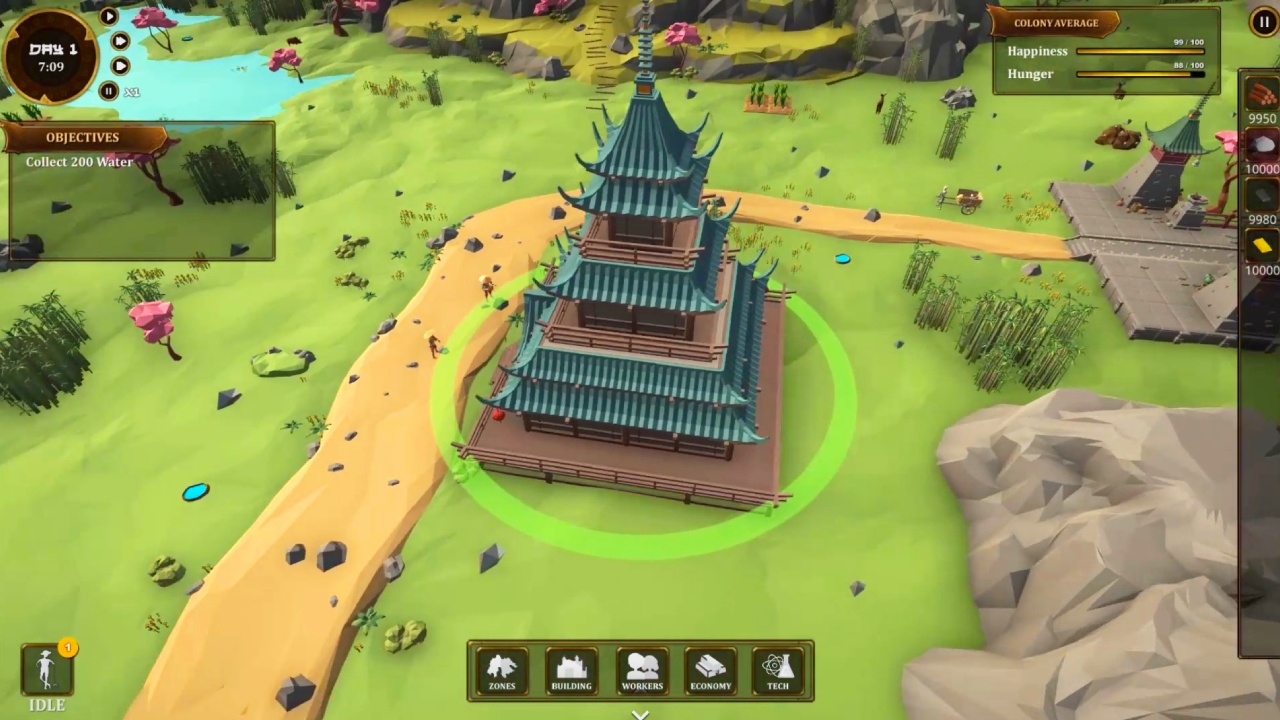 DAY 1
7:09
X1
OBJECTIVES
Collect 200 Water
COLONY AVERAGE
99 / 100
Happiness
88 / 100
Hunger
9950
10000
9980
10000
1
IDLE
ZONES
BUILDING
WORKERS
ECONOMY
TECH